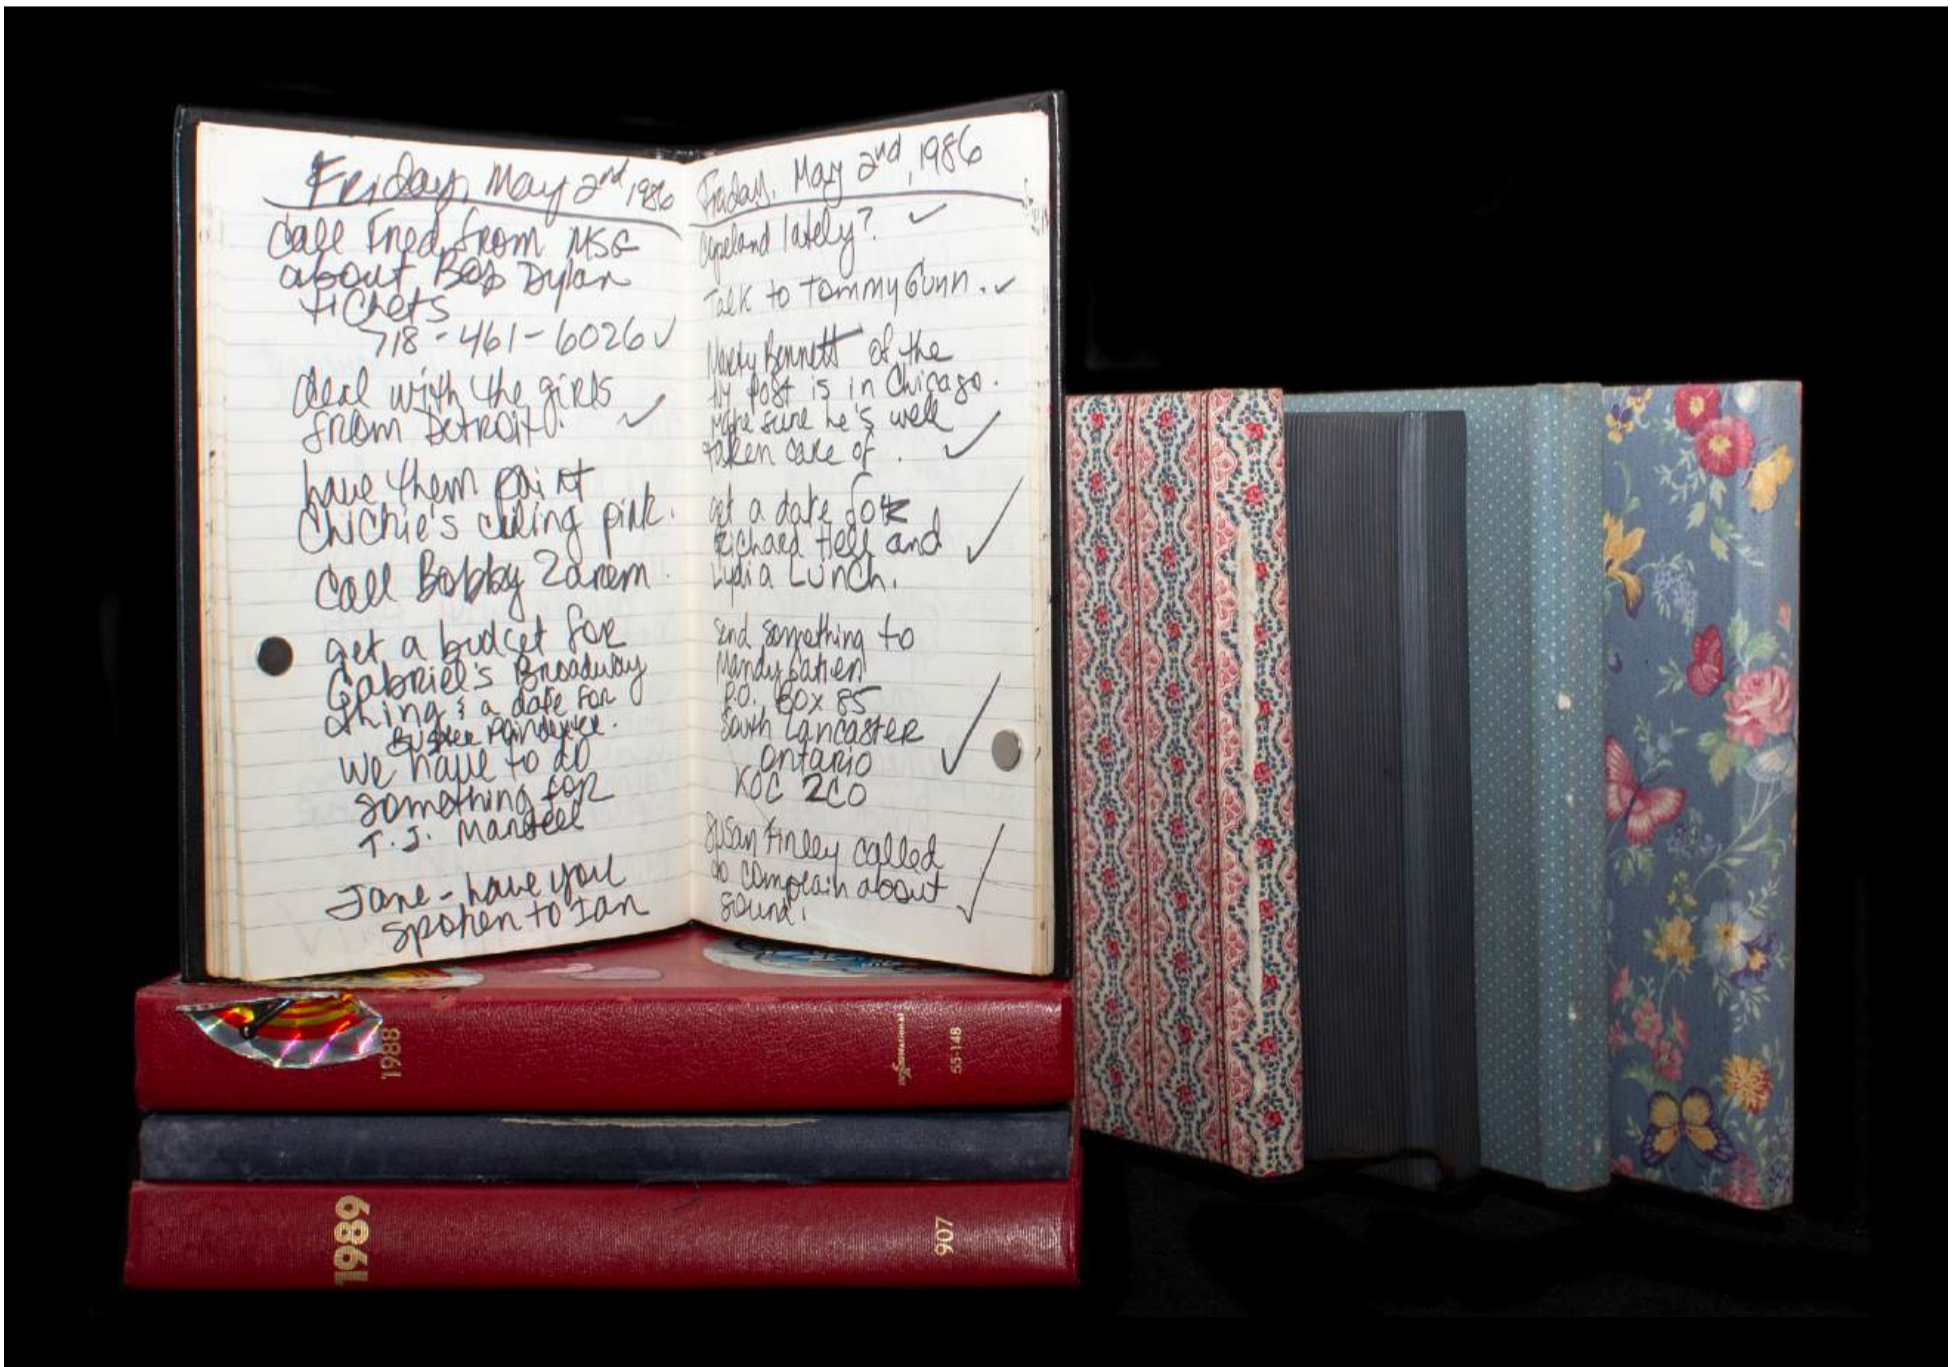 Friday, May 2nd, 1986
Call Fred from MSG
about Bob Dylan
tickets
718-461-6026 ✓
deal with the girls
from Detroit. ✓
have them paint
ChiChie's ceiling pink.
Call Bobby Zarem.
get a budget for
Gabriel's Broadway
thing & a date for
Buster Poindexter.
We have to do
something for
T.J. Martell
Jane - have you
spoken to Ian
Friday, May 2nd, 1986
Copeland lately? ✓
Talk to Tommy Gunn. ✓
Bennett of the
NY Post is in Chicago.
Make sure he's well
taken care of. ✓
get a date for
Richard Hell and ✓
Lydia Lunch.
Send something to
Mandy
P.O. Box 85
South Lancaster
Ontario ✓
K0C 2C0
Susan Finley called
to complain about
sound. ✓
1988
55-148
1989
907